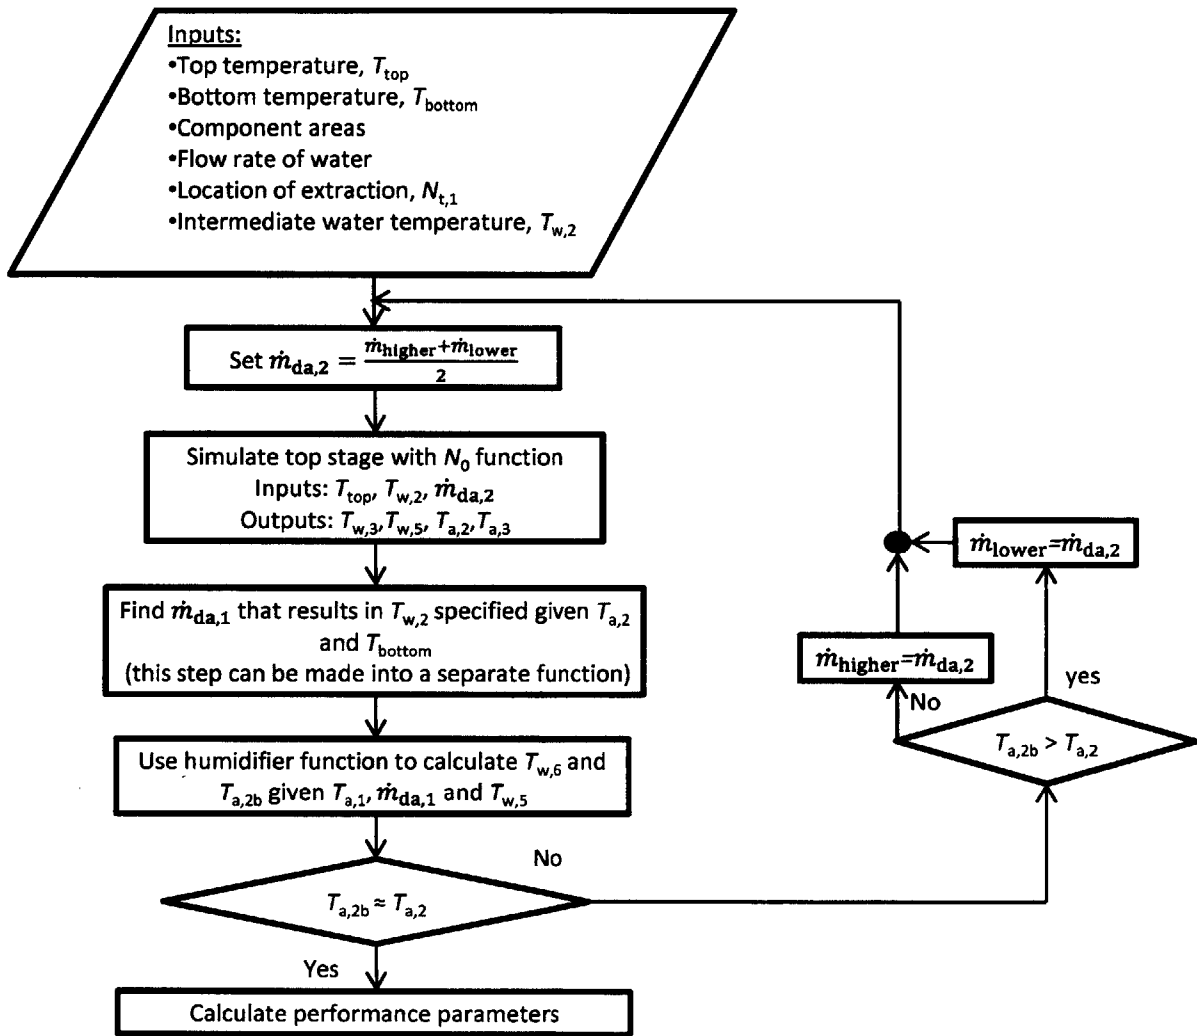 Inputs:
•Top temperature, T_top
•Bottom temperature, T_bottom
•Component areas
•Flow rate of water
•Location of extraction, N_t,1
•Intermediate water temperature, T_w,2
Set ṁ_da,2 = (ṁ_higher+ṁ_lower)/2
Simulate top stage with N_0 function
Inputs: T_top, T_w,2, ṁ_da,2
Outputs: T_w,3,T_w,5, T_a,2,T_a,3
Find ṁ_da,1 that results in T_w,2 specified given T_a,2
and T_bottom
(this step can be made into a separate function)
Use humidifier function to calculate T_w,6 and
T_a,2b given T_a,1, ṁ_da,1 and T_w,5
T_a,2b ≈ T_a,2
No
Yes
Calculate performance parameters
T_a,2b > T_a,2
No
yes
ṁ_higher=ṁ_da,2
ṁ_lower=ṁ_da,2